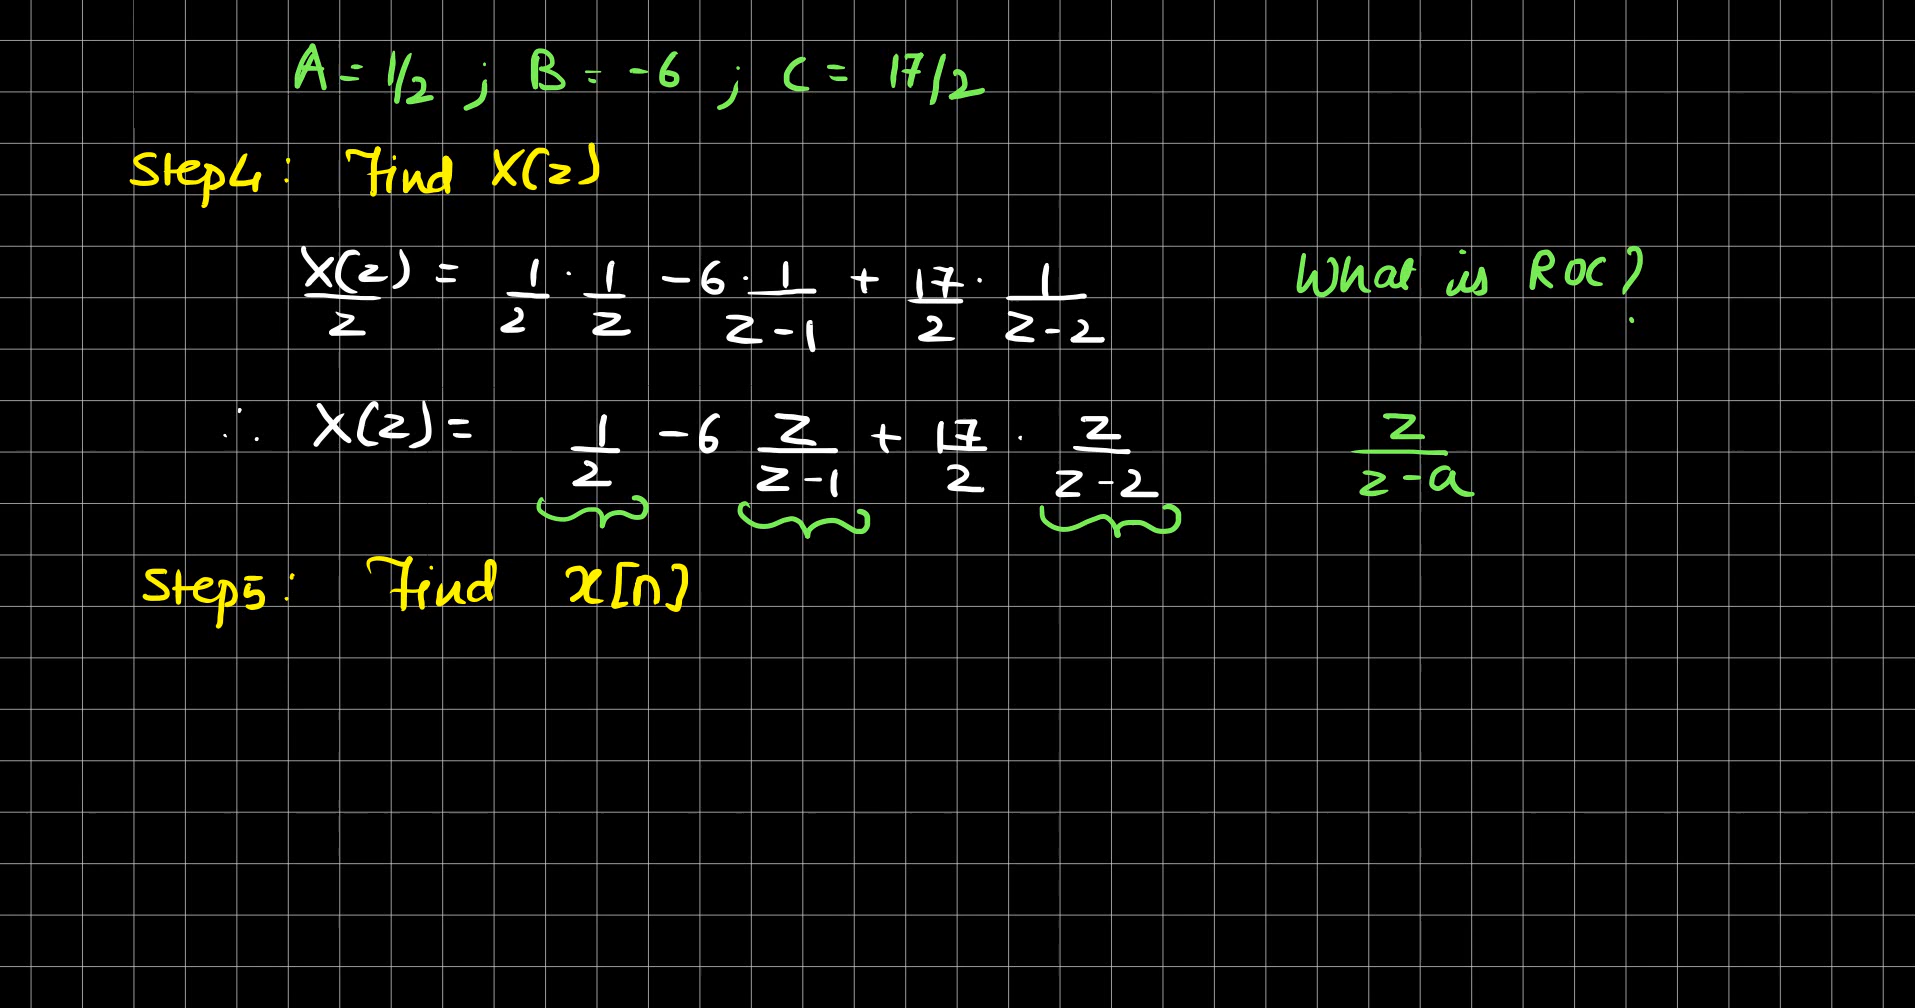 A = 1/2 ; B = -6 ; C = 17/2
Step4: Find X(z)
X(z)/z = 1/2 · 1/z - 6 · 1/(z-1) + 17/2 · 1/(z-2)
What is ROC?
∴ X(z) = 1/2 - 6 z/(z-1) + 17/2 · z/(z-2)
z/(z-a)
Step5: Find x[n]